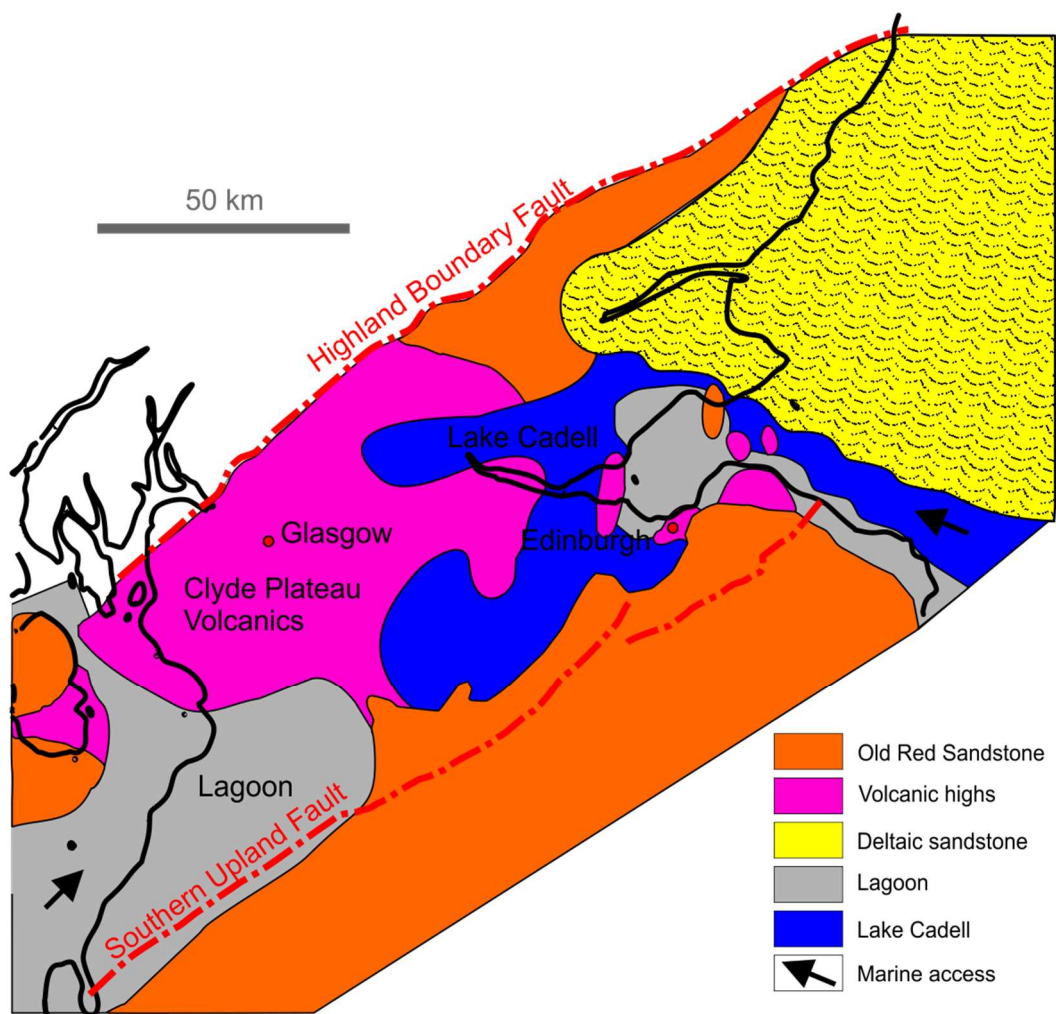 50 km
Highland Boundary Fault
Lake Cadell
Glasgow
Edinburgh
Clyde Plateau
Volcanics
Lagoon
Southern Upland Fault
Old Red Sandstone
Volcanic highs
Deltaic sandstone
Lagoon
Lake Cadell
Marine access